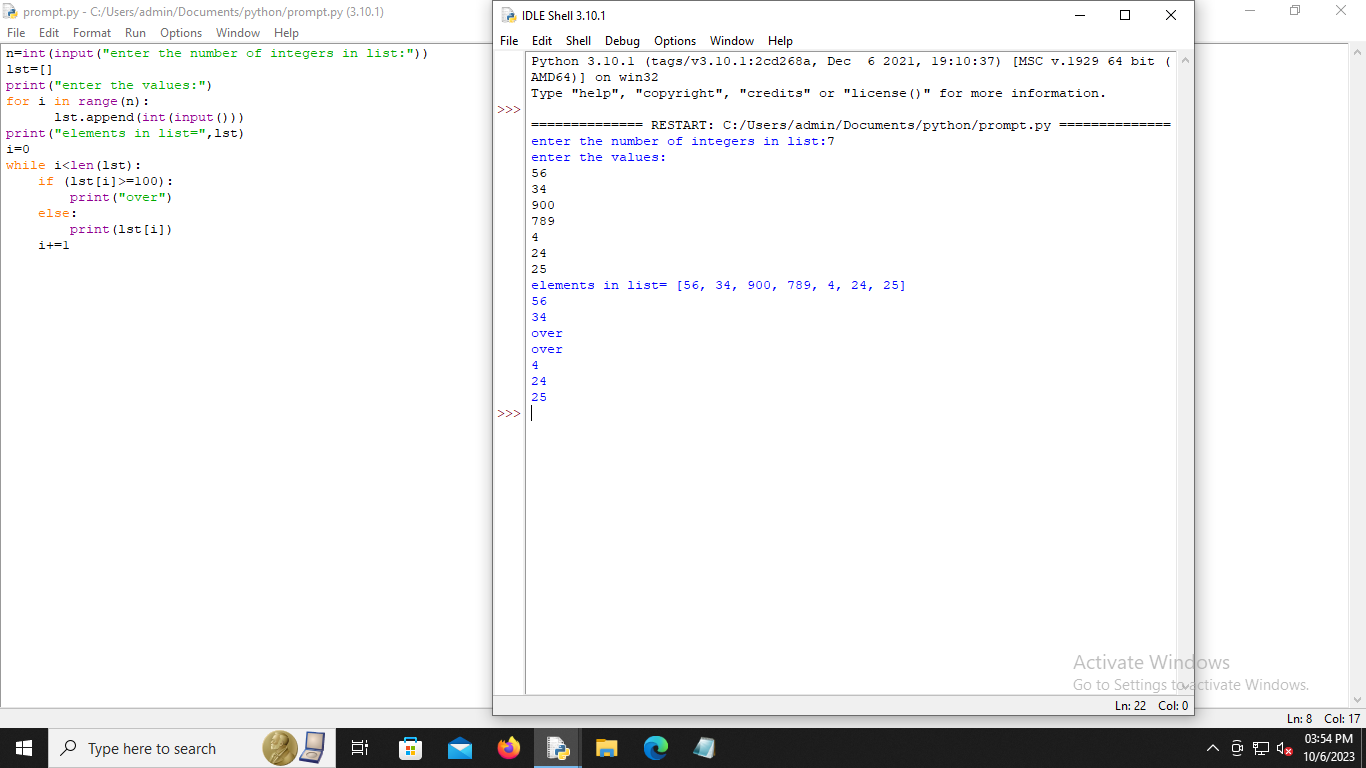 prompt.py - C:/Users/admin/Documents/python/prompt.py (3.10.1)
File Edit Format Run Options Window Help
n=int(input("enter the number of integers in list:"))
lst=[]
print("enter the values:")
for i in range(n):
      lst.append(int(input()))
print("elements in list=",lst)
i=0
while i<len(lst):
    if (lst[i]>=100):
        print("over")
    else:
        print(lst[i])
    i+=1
IDLE Shell 3.10.1
File Edit Shell Debug Options Window Help
Python 3.10.1 (tags/v3.10.1:2cd268a, Dec  6 2021, 19:10:37) [MSC v.1929 64 bit (
AMD64)] on win32
Type "help", "copyright", "credits" or "license()" for more information.
>>>
============== RESTART: C:/Users/admin/Documents/python/prompt.py ==============
enter the number of integers in list:7
enter the values:
56
34
900
789
4
24
25
elements in list= [56, 34, 900, 789, 4, 24, 25]
56
34
over
over
4
24
25
>>>
Activate Windows
Go to Settings to activate Windows.
Ln: 22 Col: 0
Ln: 8 Col: 17
Type here to search
03:54 PM
10/6/2023